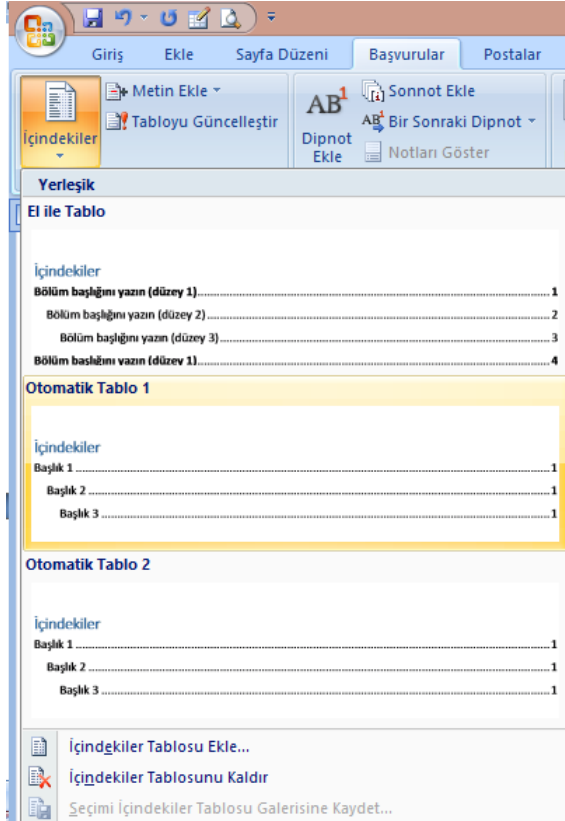 Giriş Ekle Sayfa Düzeni Başvurular Postalar
İçindekiler
Metin Ekle
Tabloyu Güncelleştir
AB1
Dipnot Ekle
Sonnot Ekle
AB1 Bir Sonraki Dipnot
Notları Göster
Yerleşik
El ile Tablo
İçindekiler
Bölüm başlığını yazın (düzey 1)........1
Bölüm başlığını yazın (düzey 2)........2
Bölüm başlığını yazın (düzey 3)........3
Bölüm başlığını yazın (düzey 1)........4
Otomatik Tablo 1
İçindekiler
Başlık 1........1
Başlık 2........1
Başlık 3........1
Otomatik Tablo 2
İçindekiler
Başlık 1........1
Başlık 2........1
Başlık 3........1
İçindekiler Tablosu Ekle...
İçindekiler Tablosunu Kaldır
Seçimi İçindekiler Tablosu Galerisine Kaydet...